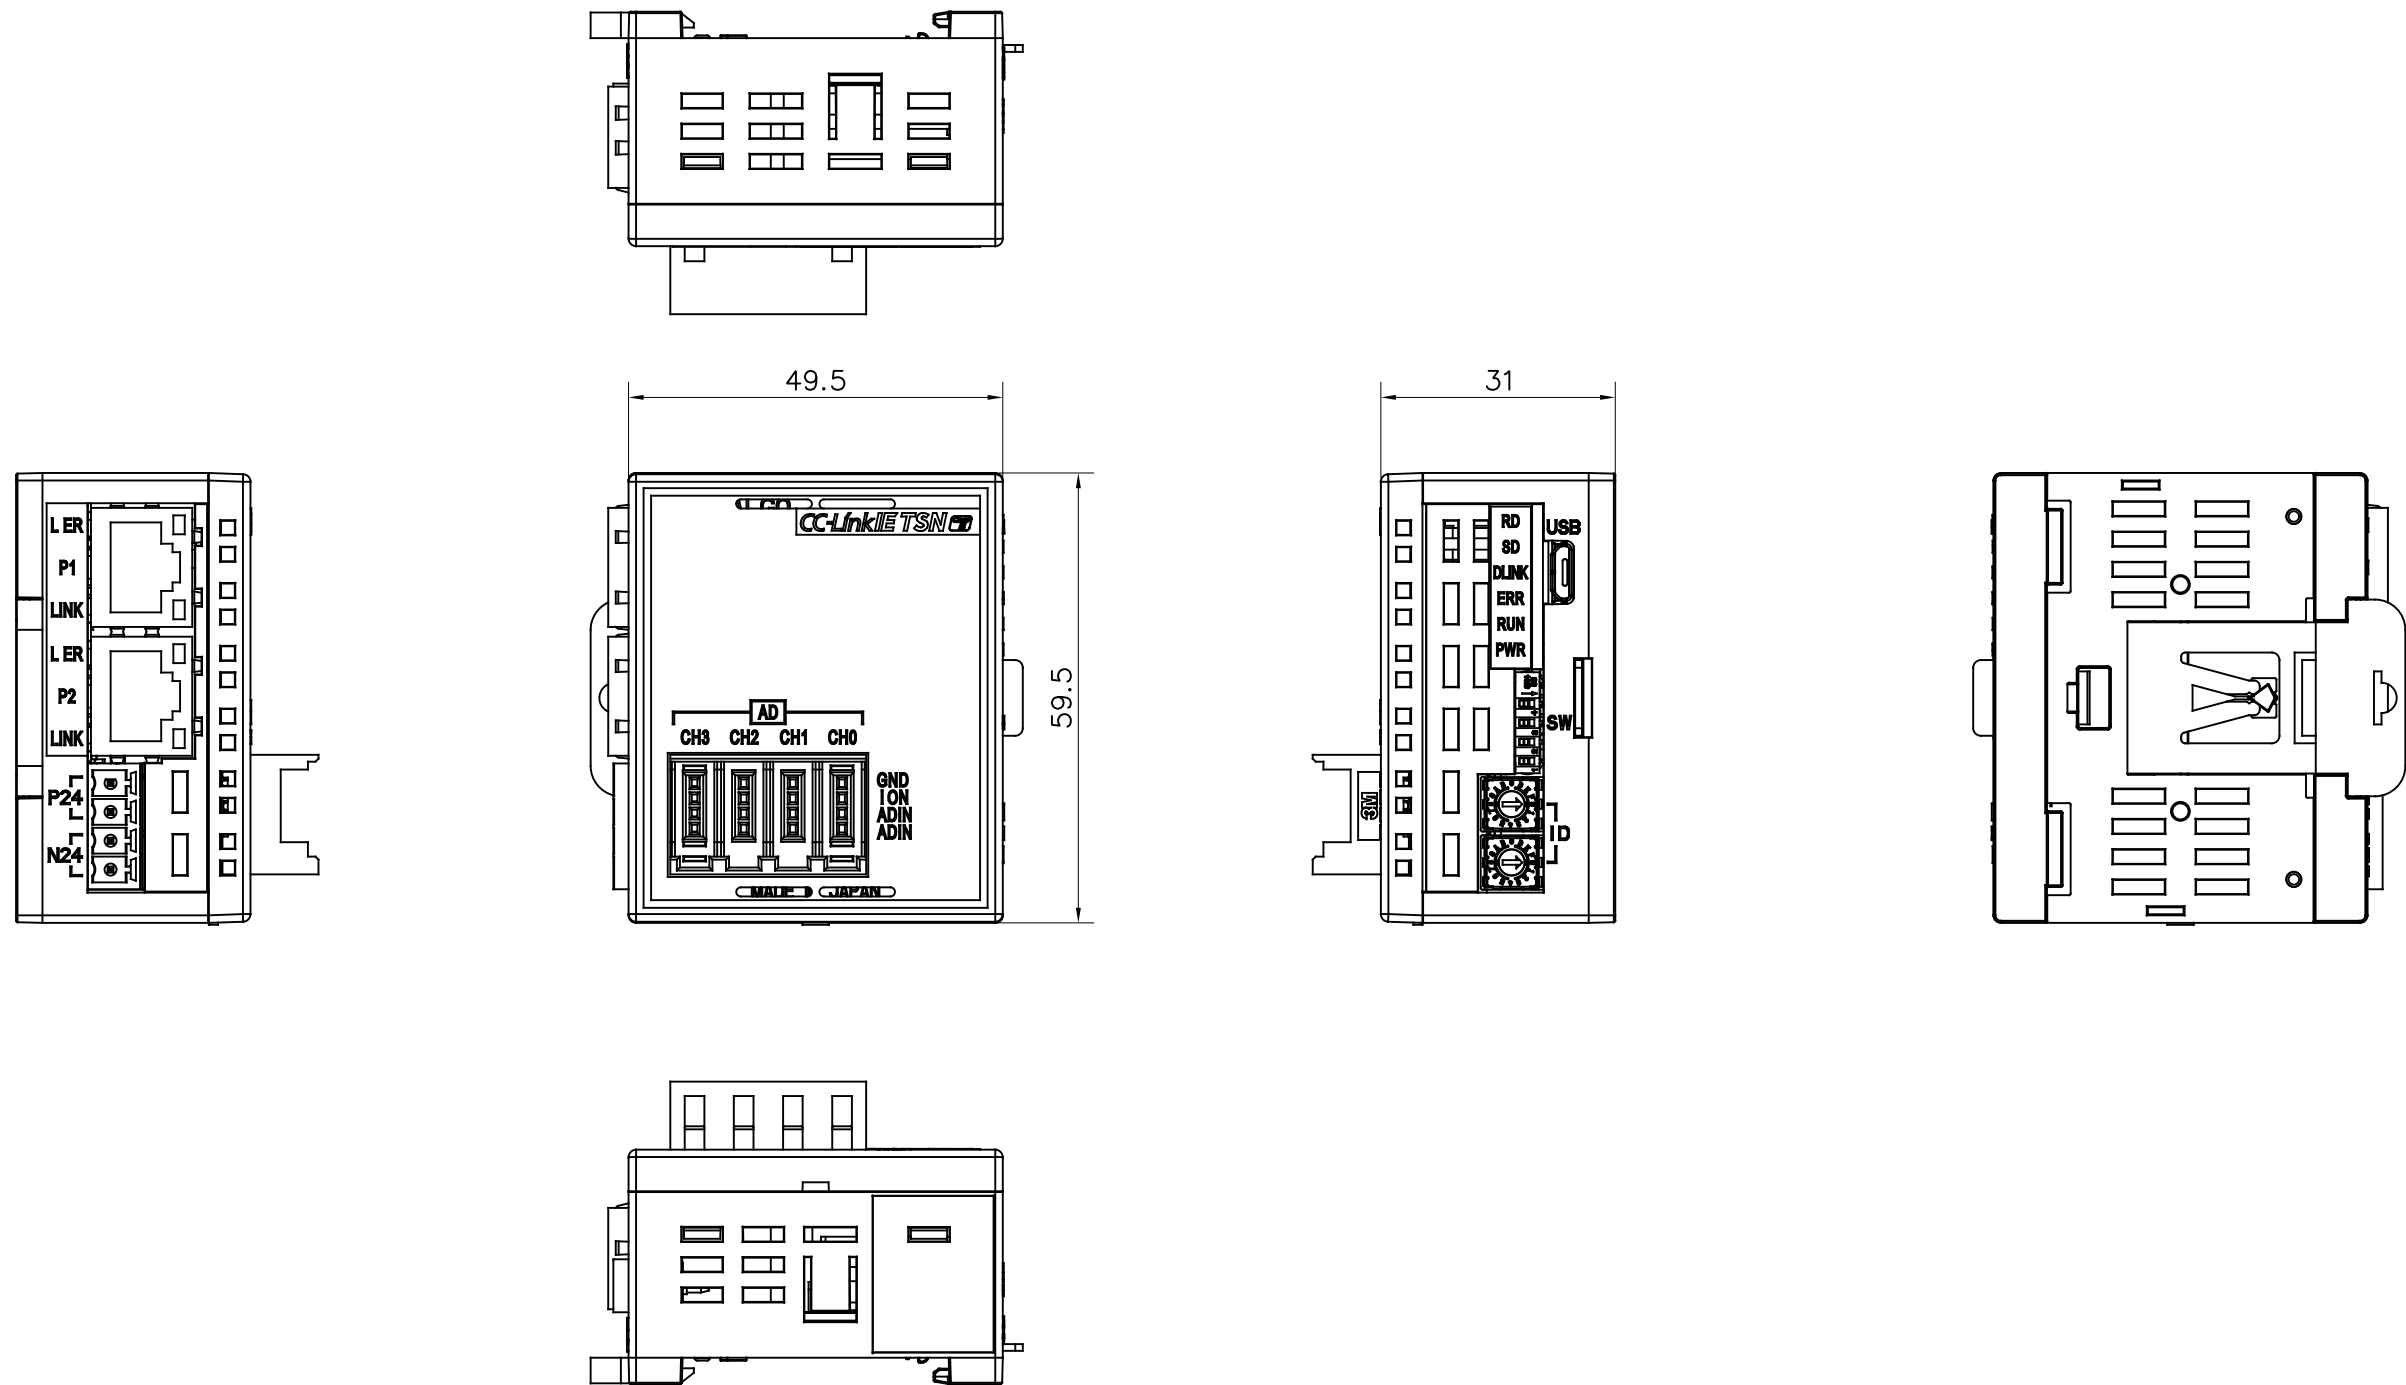 49.5
31
59.5
L ER
P1
LINK
L ER
P2
LINK
P24
N24
CC-Link IE TSN
AD
CH3 CH2 CH1 CH0
GND
ION
ADIN
ADIN
JAPAN
RD
SD
DLINK
ERR
RUN
PWR
USB
SW
ID
3M